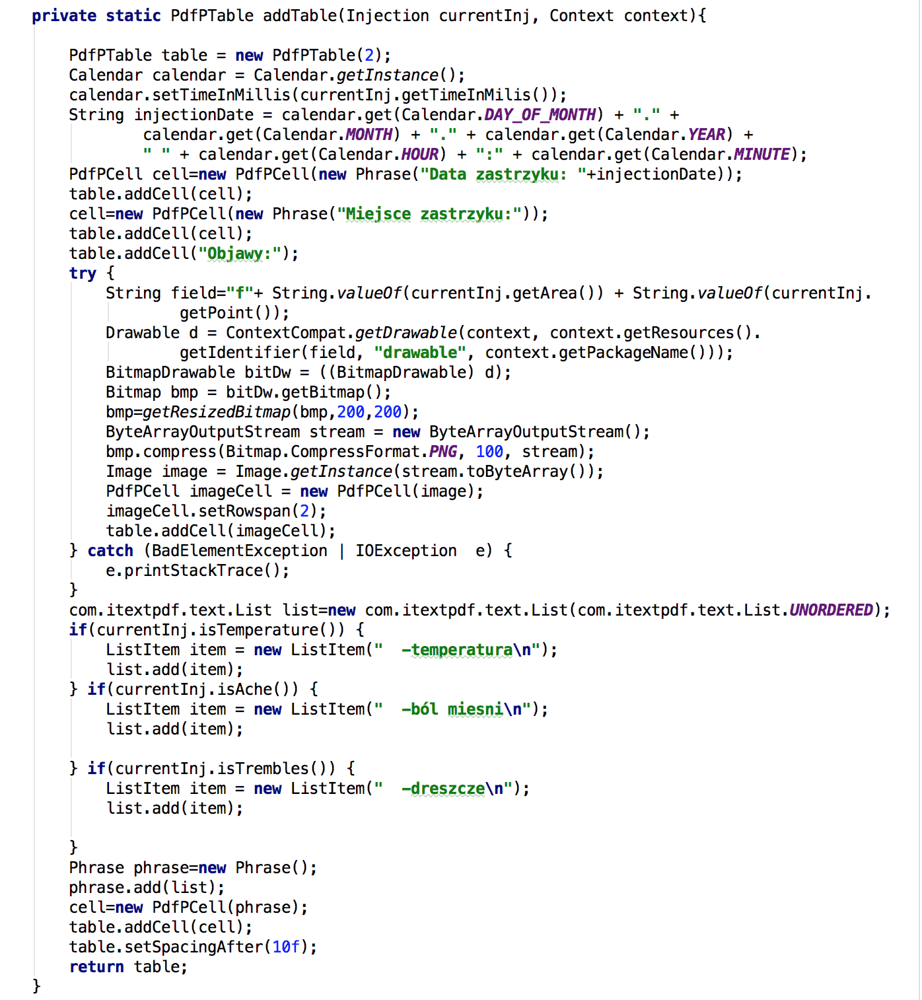 private static PdfPTable addTable(Injection currentInj, Context context){
PdfPTable table = new PdfPTable(2);
Calendar calendar = Calendar.getInstance();
calendar.setTimeInMillis(currentInj.getTimeInMilis());
String injectionDate = calendar.get(Calendar.DAY_OF_MONTH) + "." +
calendar.get(Calendar.MONTH) + "." + calendar.get(Calendar.YEAR) +
" " + calendar.get(Calendar.HOUR) + ":" + calendar.get(Calendar.MINUTE);
PdfPCell cell=new PdfPCell(new Phrase("Data zastrzyku: "+injectionDate));
table.addCell(cell);
cell=new PdfPCell(new Phrase("Miejsce zastrzyku:"));
table.addCell(cell);
table.addCell("Objawy:");
try {
String field="f"+ String.valueOf(currentInj.getArea()) + String.valueOf(currentInj.
getPoint());
Drawable d = ContextCompat.getDrawable(context, context.getResources().
getIdentifier(field, "drawable", context.getPackageName()));
BitmapDrawable bitDw = ((BitmapDrawable) d);
Bitmap bmp = bitDw.getBitmap();
bmp=getResizedBitmap(bmp,200,200);
ByteArrayOutputStream stream = new ByteArrayOutputStream();
bmp.compress(Bitmap.CompressFormat.PNG, 100, stream);
Image image = Image.getInstance(stream.toByteArray());
PdfPCell imageCell = new PdfPCell(image);
imageCell.setRowspan(2);
table.addCell(imageCell);
} catch (BadElementException | IOException  e) {
e.printStackTrace();
}
com.itextpdf.text.List list=new com.itextpdf.text.List(com.itextpdf.text.List.UNORDERED);
if(currentInj.isTemperature()) {
ListItem item = new ListItem("  -temperatura\n");
list.add(item);
} if(currentInj.isAche()) {
ListItem item = new ListItem("  -ból miesni\n");
list.add(item);
} if(currentInj.isTrembles()) {
ListItem item = new ListItem("  -dreszcze\n");
list.add(item);
}
Phrase phrase=new Phrase();
phrase.add(list);
cell=new PdfPCell(phrase);
table.addCell(cell);
table.setSpacingAfter(10f);
return table;
}